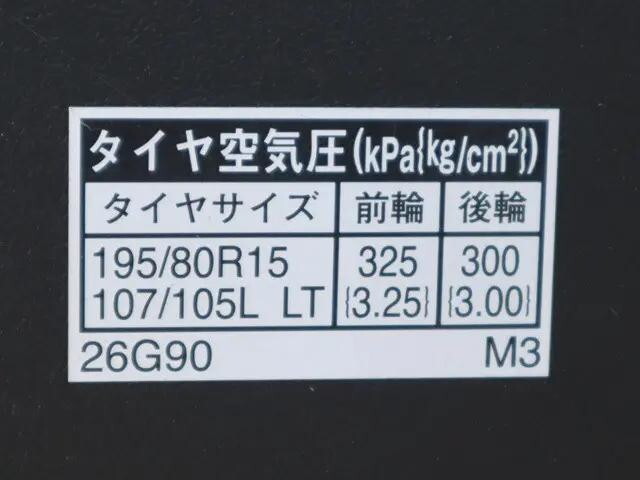 タイヤ空気圧(kPa{kg/cm²})
タイヤサイズ 前輪 後輪
195/80R15 325 300
107/105L LT {3.25} {3.00}
26G90 M3